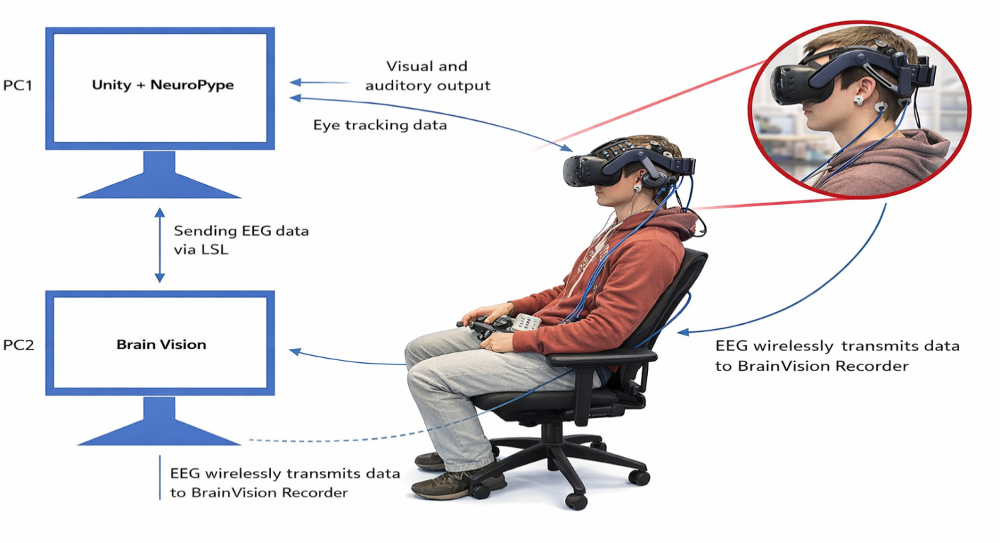 PC1
Unity + NeuroPype
Visual and
auditory output
Eye tracking data
Sending EEG data
via LSL
PC2
Brain Vision
EEG wirelessly transmits data
to BrainVision Recorder
EEG wirelessly transmits data
to BrainVision Recorder